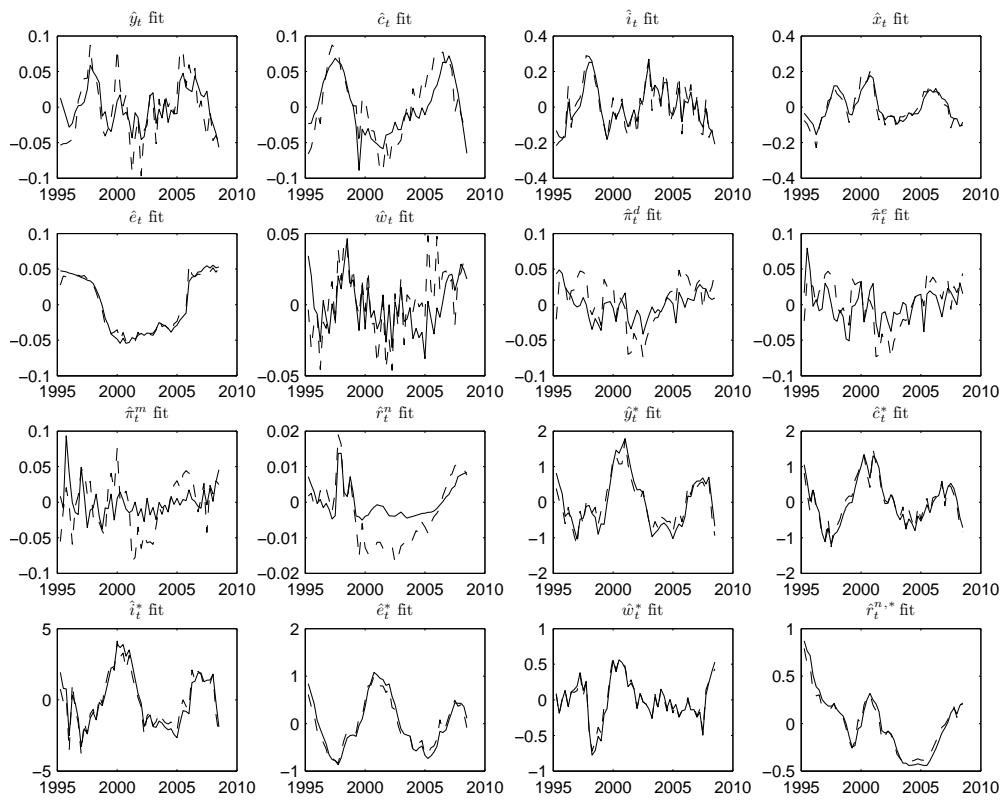 ŷ_t fit
ĉ_t fit
î_t fit
x̂_t fit
0.1
0.05
0
−0.05
−0.1
1995 2000 2005 2010
0.1
0.05
0
−0.05
−0.1
1995 2000 2005 2010
0.4
0.2
0
−0.2
−0.4
1995 2000 2005 2010
0.4
0.2
0
−0.2
−0.4
1995 2000 2005 2010
ê_t fit
ŵ_t fit
π̂_t^d fit
π̂_t^e fit
0.1
0.05
0
−0.05
−0.1
1995 2000 2005 2010
0.05
0
−0.05
1995 2000 2005 2010
0.1
0.05
0
−0.05
−0.1
1995 2000 2005 2010
0.1
0.05
0
−0.05
−0.1
1995 2000 2005 2010
π̂_t^m fit
r̂_t^n fit
ŷ_t^* fit
ĉ_t^* fit
0.1
0.05
0
−0.05
−0.1
1995 2000 2005 2010
0.02
0.01
0
−0.01
−0.02
1995 2000 2005 2010
2
1
0
−1
−2
1995 2000 2005 2010
2
1
0
−1
−2
1995 2000 2005 2010
î_t^* fit
ê_t^* fit
ŵ_t^* fit
r̂_t^{n,*} fit
5
0
−5
1995 2000 2005 2010
2
1
0
−1
1995 2000 2005 2010
1
0.5
0
−0.5
−1
1995 2000 2005 2010
1
0.5
0
−0.5
1995 2000 2005 2010